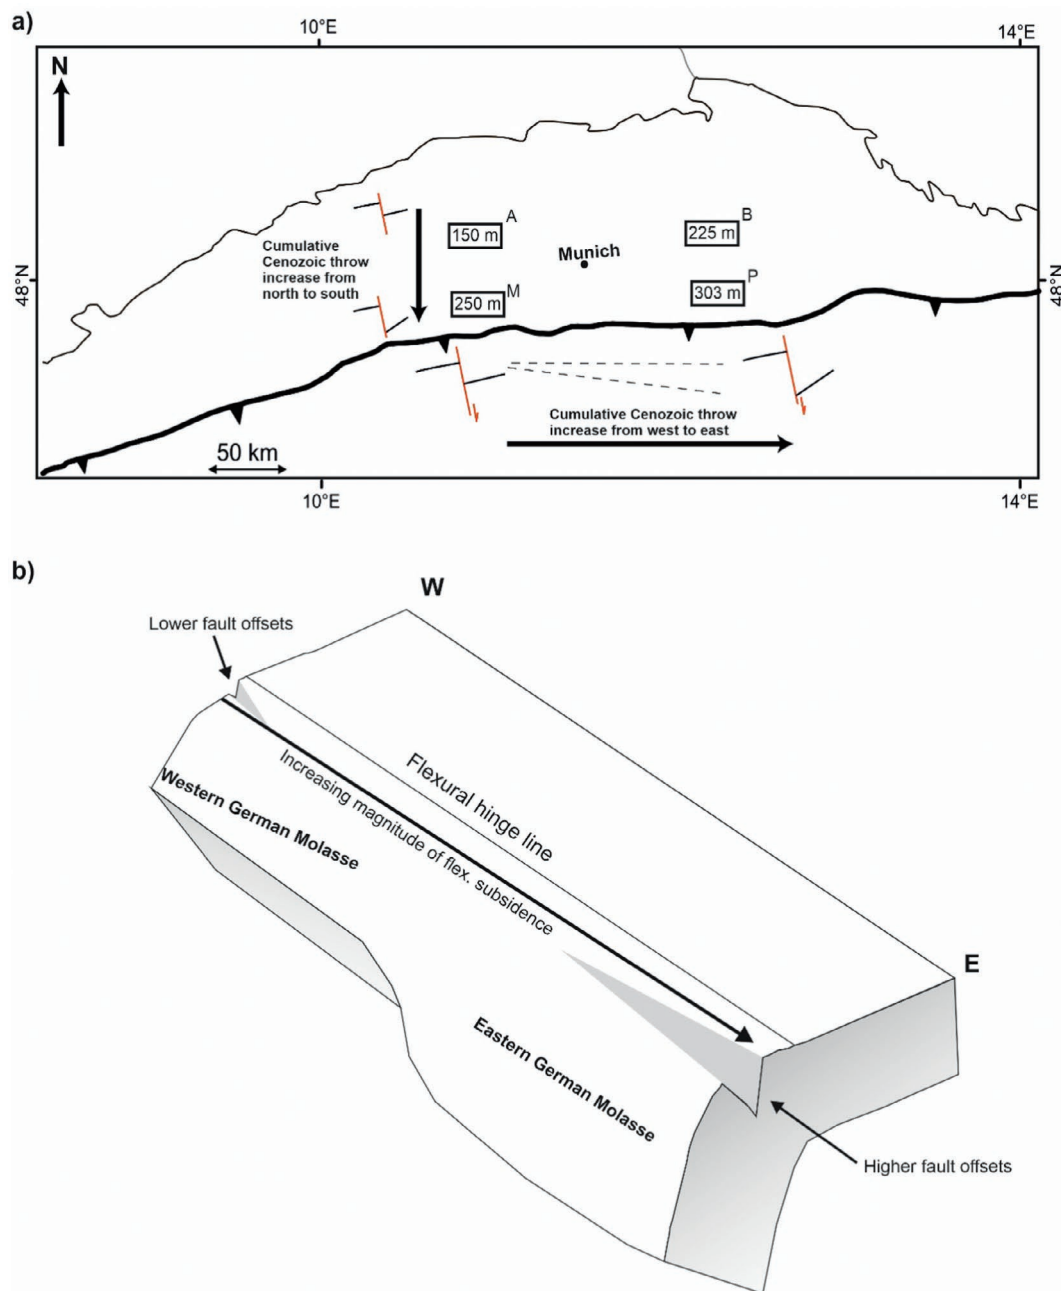 a)
10°E
14°E
N
A
150 m
B
225 m
Munich
Cumulative
Cenozoic throw
increase from
north to south
48°N
48°N
M
250 m
P
303 m
Cumulative Cenozoic throw
increase from west to east
50 km
10°E
14°E
b)
W
Lower fault offsets
Flexural hinge line
Increasing magnitude of flex. subsidence
Western German Molasse
E
Eastern German Molasse
Higher fault offsets